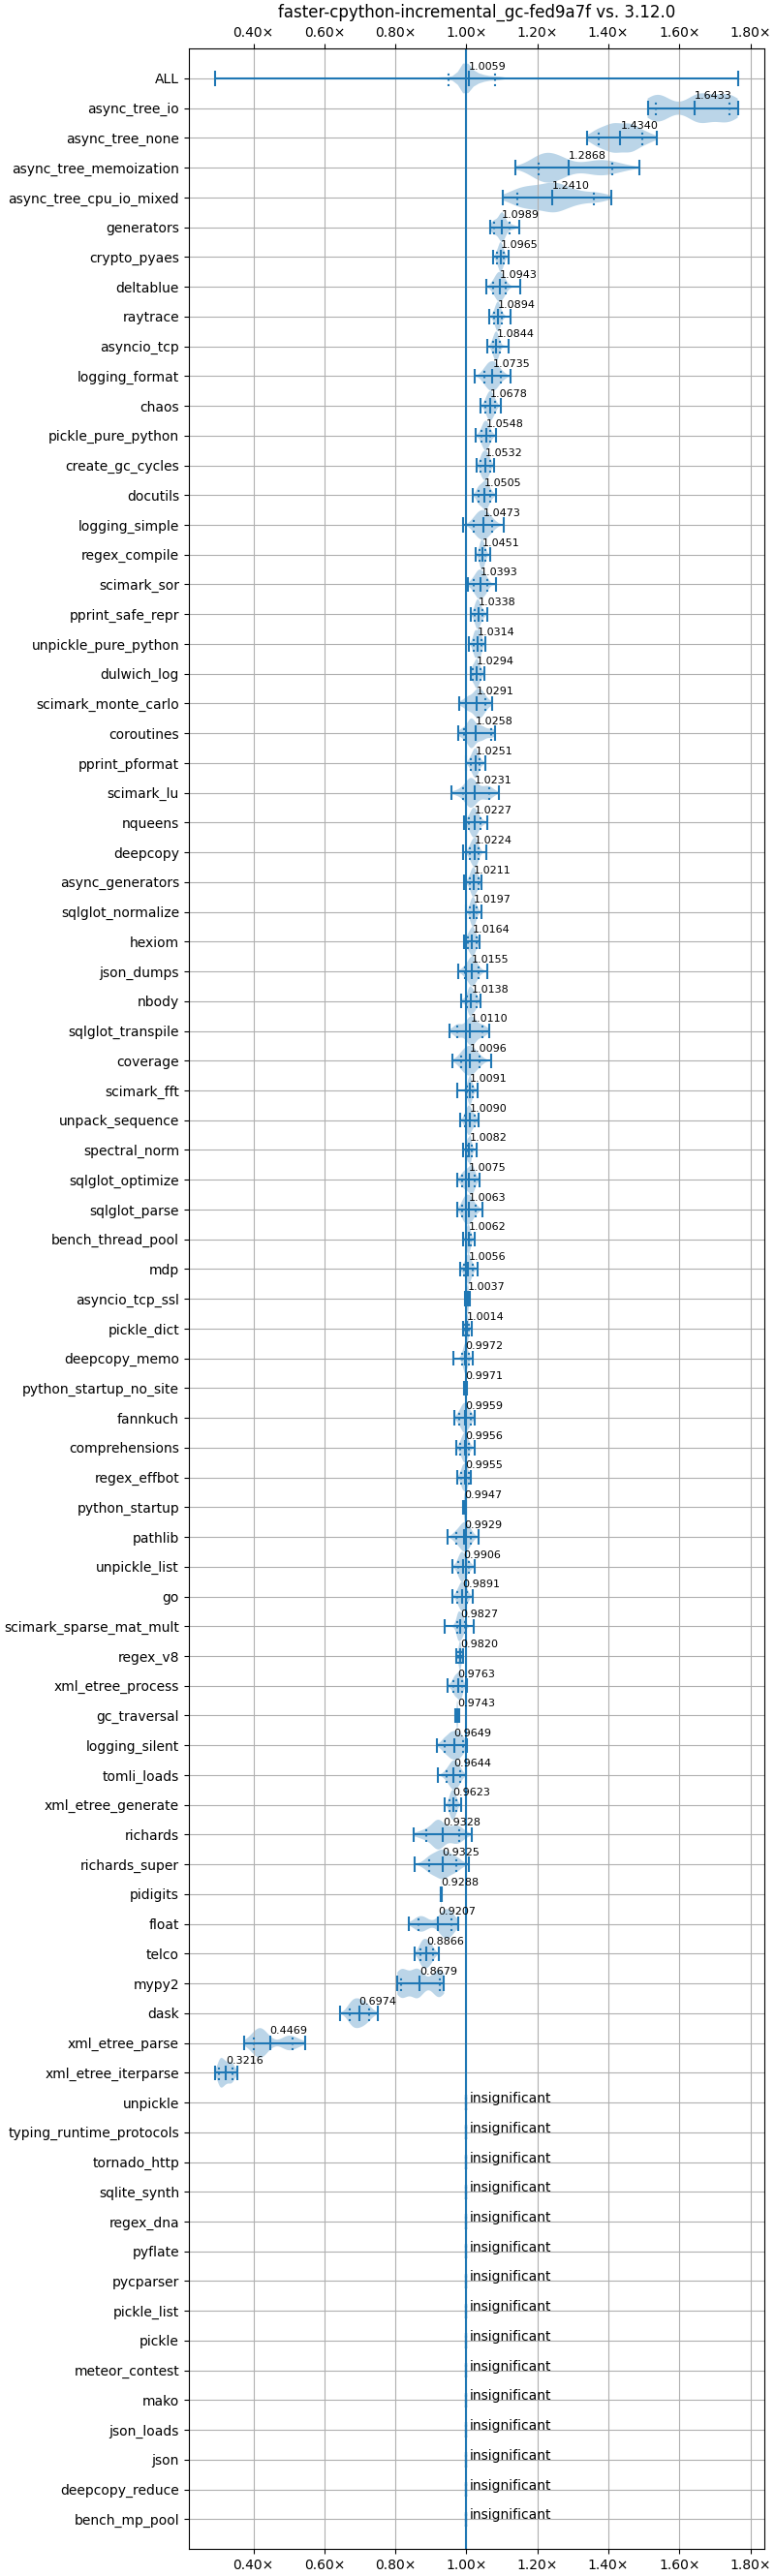 faster-cpython-incremental_gc-fed9a7f vs. 3.12.0
0.40× 0.60× 0.80× 1.00× 1.20× 1.40× 1.60× 1.80×
ALL 1.0059
async_tree_io 1.6433
async_tree_none 1.4340
async_tree_memoization 1.2868
async_tree_cpu_io_mixed 1.2410
generators 1.0989
crypto_pyaes 1.0965
deltablue 1.0943
raytrace 1.0894
asyncio_tcp 1.0844
logging_format 1.0735
chaos 1.0678
pickle_pure_python 1.0548
create_gc_cycles 1.0532
docutils 1.0505
logging_simple 1.0473
regex_compile 1.0451
scimark_sor 1.0393
pprint_safe_repr 1.0338
unpickle_pure_python 1.0314
dulwich_log 1.0294
scimark_monte_carlo 1.0291
coroutines 1.0258
pprint_pformat 1.0251
scimark_lu 1.0231
nqueens 1.0227
deepcopy 1.0224
async_generators 1.0211
sqlglot_normalize 1.0197
hexiom 1.0164
json_dumps 1.0155
nbody 1.0138
sqlglot_transpile 1.0110
coverage 1.0096
scimark_fft 1.0091
unpack_sequence 1.0090
spectral_norm 1.0082
sqlglot_optimize 1.0075
sqlglot_parse 1.0063
bench_thread_pool 1.0062
mdp 1.0056
asyncio_tcp_ssl 1.0037
pickle_dict 1.0014
deepcopy_memo 0.9972
python_startup_no_site 0.9971
fannkuch 0.9959
comprehensions 0.9956
regex_effbot 0.9955
python_startup 0.9947
pathlib 0.9929
unpickle_list 0.9906
go 0.9891
scimark_sparse_mat_mult 0.9827
regex_v8 0.9820
xml_etree_process 0.9763
gc_traversal 0.9743
logging_silent 0.9649
tomli_loads 0.9644
xml_etree_generate 0.9623
richards 0.9328
richards_super 0.9325
pidigits 0.9288
float 0.9207
telco 0.8866
mypy2 0.8679
dask 0.6974
xml_etree_parse 0.4469
xml_etree_iterparse 0.3216
unpickle insignificant
typing_runtime_protocols insignificant
tornado_http insignificant
sqlite_synth insignificant
regex_dna insignificant
pyflate insignificant
pycparser insignificant
pickle_list insignificant
pickle insignificant
meteor_contest insignificant
mako insignificant
json_loads insignificant
json insignificant
deepcopy_reduce insignificant
bench_mp_pool insignificant
0.40× 0.60× 0.80× 1.00× 1.20× 1.40× 1.60× 1.80×